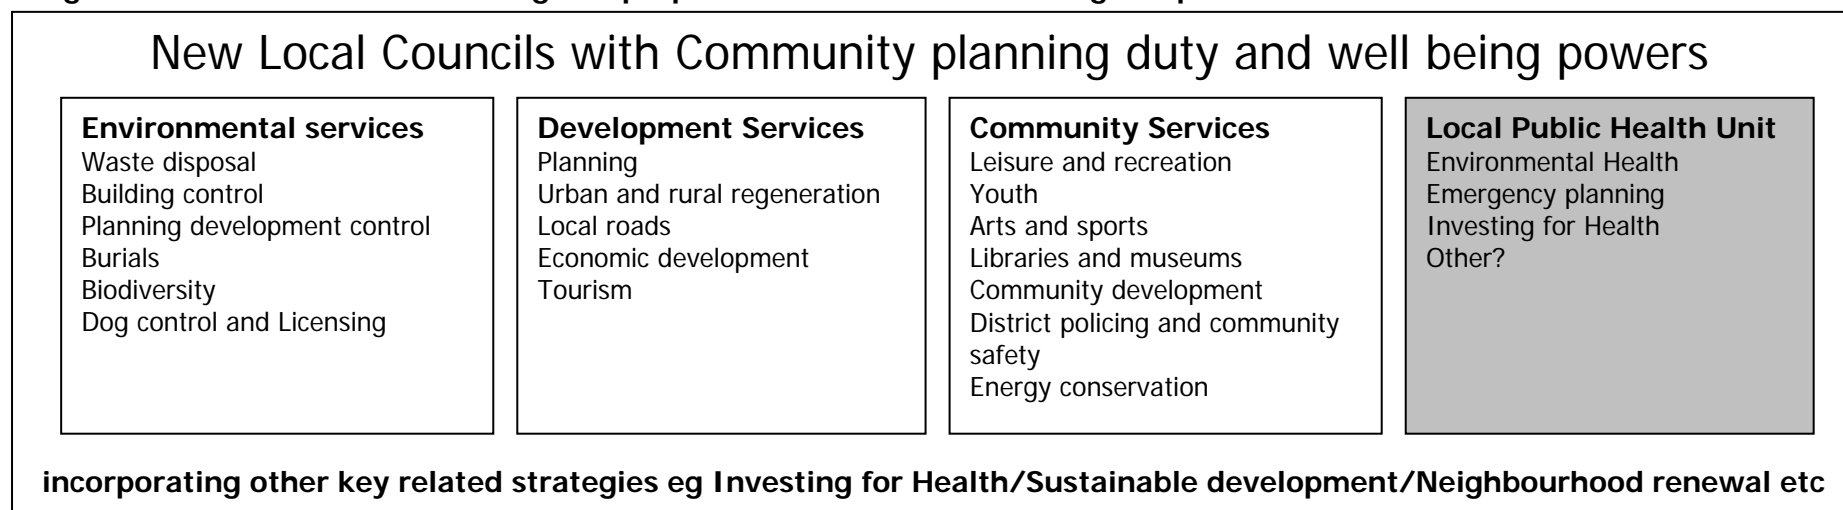 New Local Councils with Community planning duty and well being powers
Environmental services
Waste disposal
Building control
Planning development control
Burials
Biodiversity
Dog control and Licensing
Development Services
Planning
Urban and rural regeneration
Local roads
Economic development
Tourism
Community Services
Leisure and recreation
Youth
Arts and sports
Libraries and museums
Community development
District policing and community
safety
Energy conservation
Local Public Health Unit
Environmental Health
Emergency planning
Investing for Health
Other?
incorporating other key related strategies eg Investing for Health/Sustainable development/Neighbourhood renewal etc